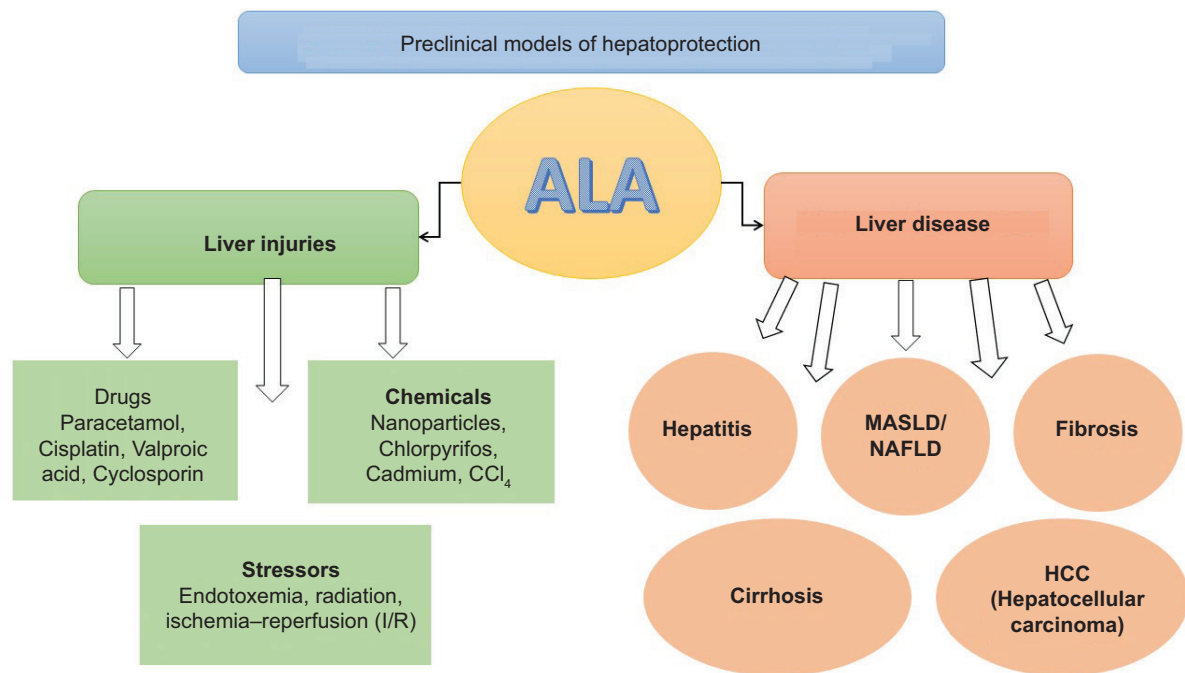 Preclinical models of hepatoprotection
ALA
Liver injuries
Liver disease
Drugs
Paracetamol,
Cisplatin, Valproic
acid, Cyclosporin
Chemicals
Nanoparticles,
Chlorpyrifos,
Cadmium, CCl₄
Stressors
Endotoxemia, radiation,
ischemia–reperfusion (I/R)
Hepatitis
MASLD/
NAFLD
Fibrosis
Cirrhosis
HCC
(Hepatocellular
carcinoma)